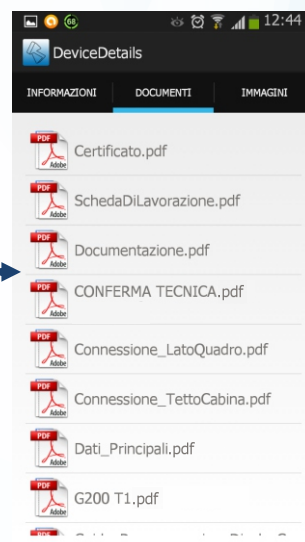 68
12:44
DeviceDetails
INFORMAZIONI DOCUMENTI IMMAGINI
PDF Adobe Certificato.pdf
PDF Adobe SchedaDiLavorazione.pdf
PDF Adobe Documentazione.pdf
PDF Adobe CONFERMA TECNICA.pdf
PDF Adobe Connessione_LatoQuadro.pdf
PDF Adobe Connessione_TettoCabina.pdf
PDF Adobe Dati_Principali.pdf
PDF Adobe G200 T1.pdf
PDF